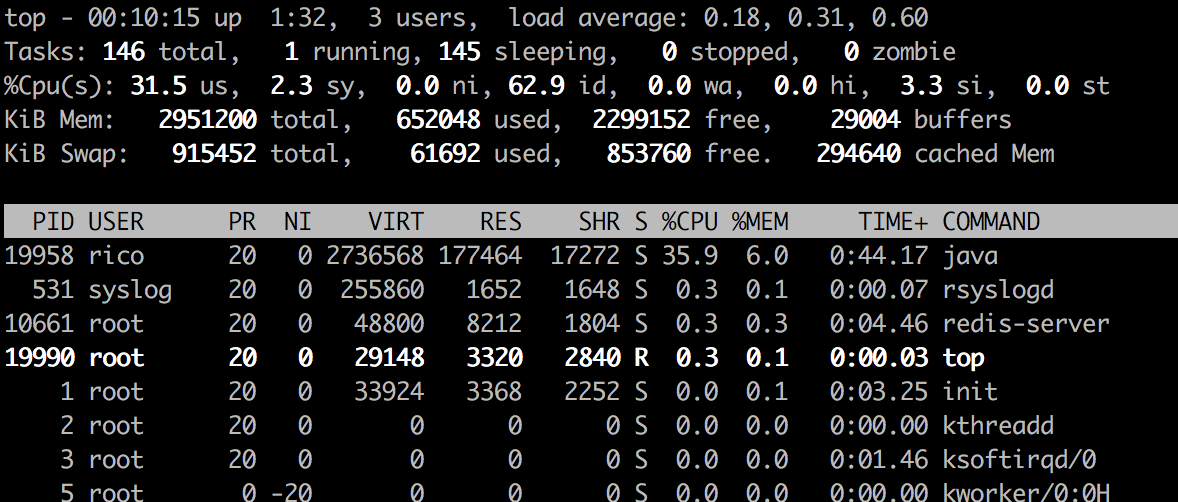 top - 00:10:15 up  1:32,  3 users,  load average: 0.18, 0.31, 0.60
Tasks: 146 total,   1 running, 145 sleeping,   0 stopped,   0 zombie
%Cpu(s): 31.5 us,  2.3 sy,  0.0 ni, 62.9 id,  0.0 wa,  0.0 hi,  3.3 si,  0.0 st
KiB Mem:   2951200 total,   652048 used,  2299152 free,    29004 buffers
KiB Swap:   915452 total,    61692 used,   853760 free.   294640 cached Mem
  PID USER      PR  NI    VIRT    RES    SHR S %CPU %MEM     TIME+ COMMAND
19958 rico      20   0 2736568 177464  17272 S 35.9  6.0   0:44.17 java
  531 syslog    20   0  255860   1652   1648 S  0.3  0.1   0:00.07 rsyslogd
10661 root      20   0   48800   8212   1804 S  0.3  0.3   0:04.46 redis-server
19990 root      20   0   29148   3320   2840 R  0.3  0.1   0:00.03 top
    1 root      20   0   33924   3368   2252 S  0.0  0.1   0:03.25 init
    2 root      20   0       0      0      0 S  0.0  0.0   0:00.00 kthreadd
    3 root      20   0       0      0      0 S  0.0  0.0   0:01.46 ksoftirqd/0
    5 root       0 -20       0      0      0 S  0.0  0.0   0:00.00 kworker/0:0H